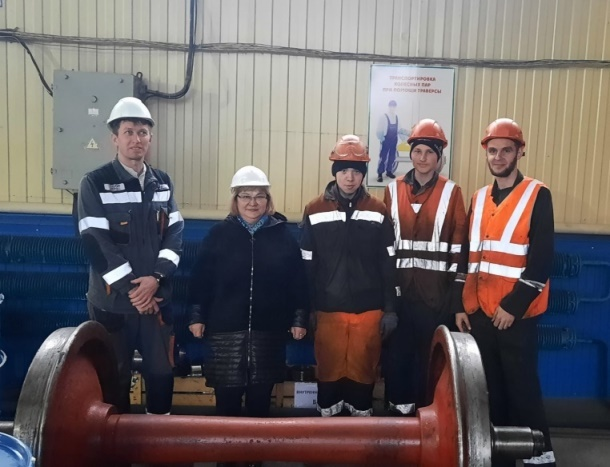 ТРАНСПОРТИРОВКА
КОЛЕСНЫХ ПАР
ПРИ ПОМОЩИ ТРАВЕРСЫ